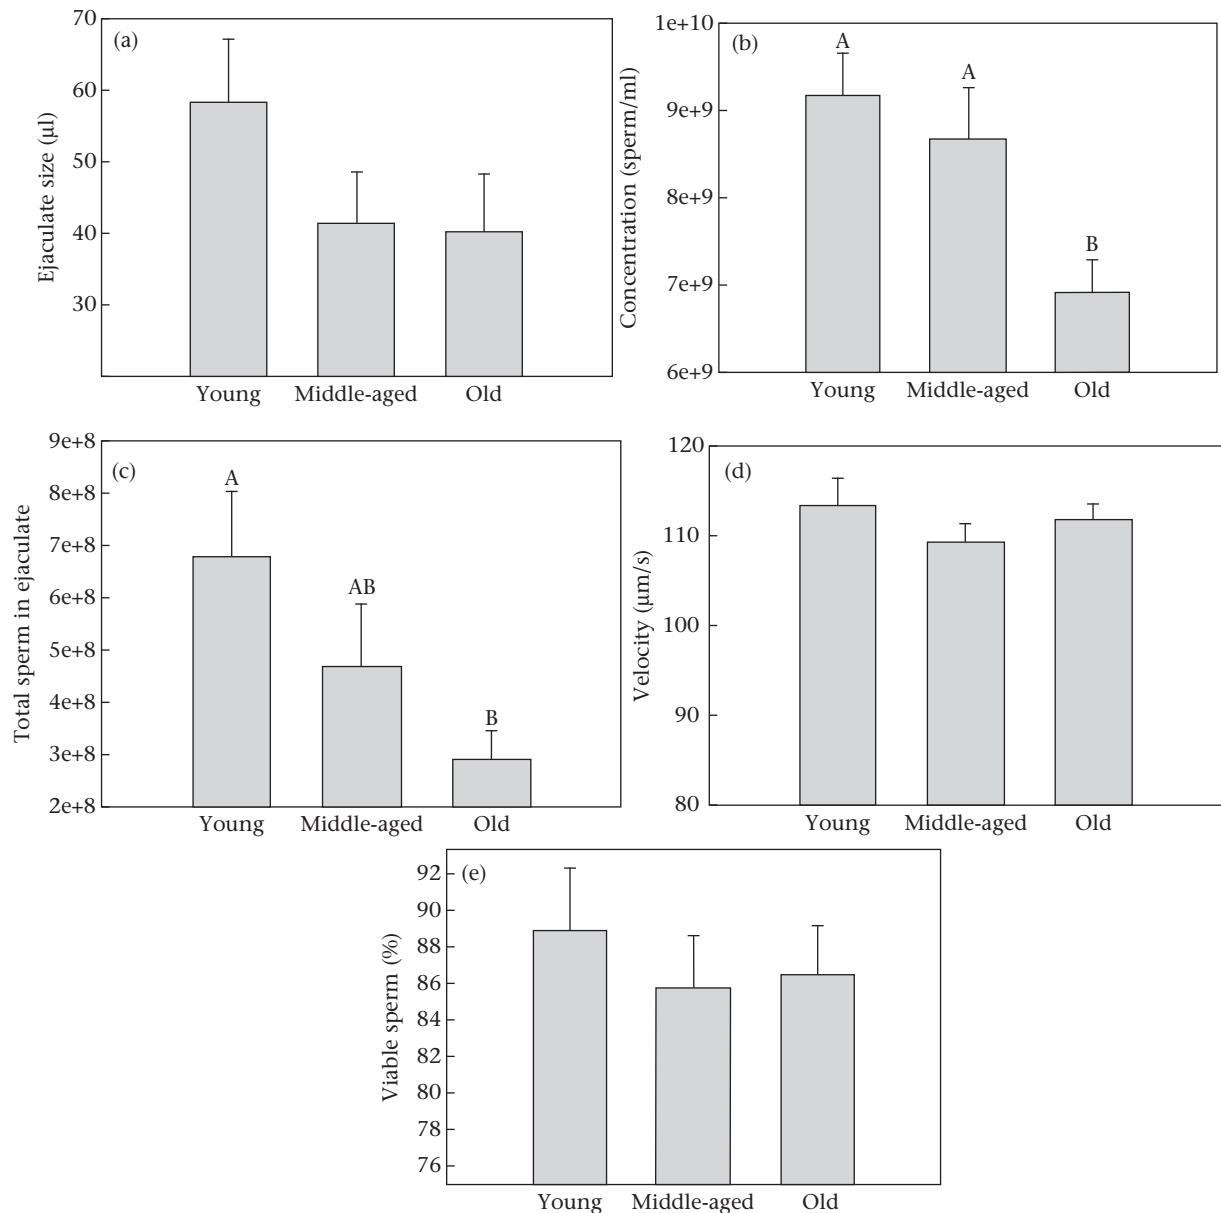 (a)
Ejaculate size (µl)
70
60
50
40
30
Young Middle-aged Old
(b)
Concentration (sperm/ml)
1e+10
9e+9
8e+9
7e+9
6e+9
A
A
B
Young Middle-aged Old
(c)
Total sperm in ejaculate
9e+8
8e+8
7e+8
6e+8
5e+8
4e+8
3e+8
2e+8
A
AB
B
Young Middle-aged Old
(d)
Velocity (µm/s)
120
110
100
90
80
Young Middle-aged Old
(e)
Viable sperm (%)
92
90
88
86
84
82
80
78
76
Young Middle-aged Old